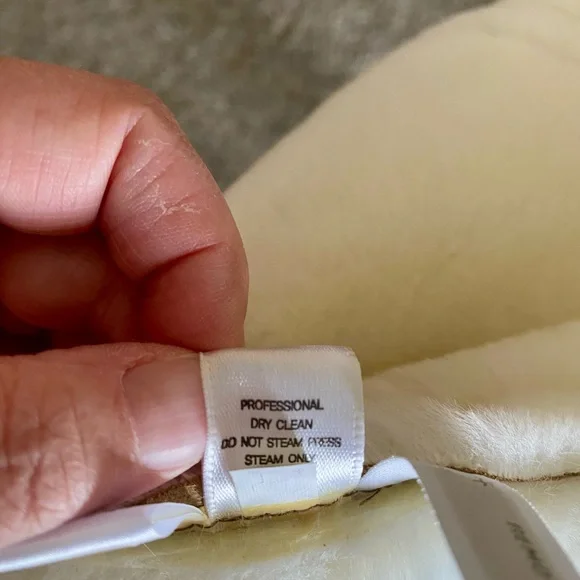 PROFESSIONAL
DRY CLEAN
DO NOT STEAM PRESS
STEAM ONLY